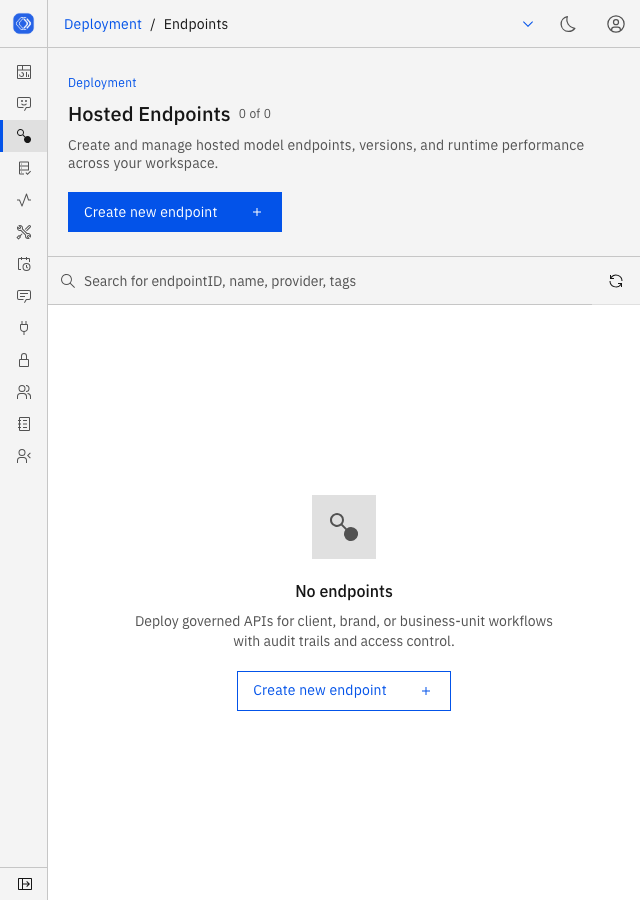 Deployment / Endpoints
Deployment
Hosted Endpoints 0 of 0
Create and manage hosted model endpoints, versions, and runtime performance
across your workspace.
Create new endpoint +
Search for endpointID, name, provider, tags
No endpoints
Deploy governed APIs for client, brand, or business-unit workflows
with audit trails and access control.
Create new endpoint +